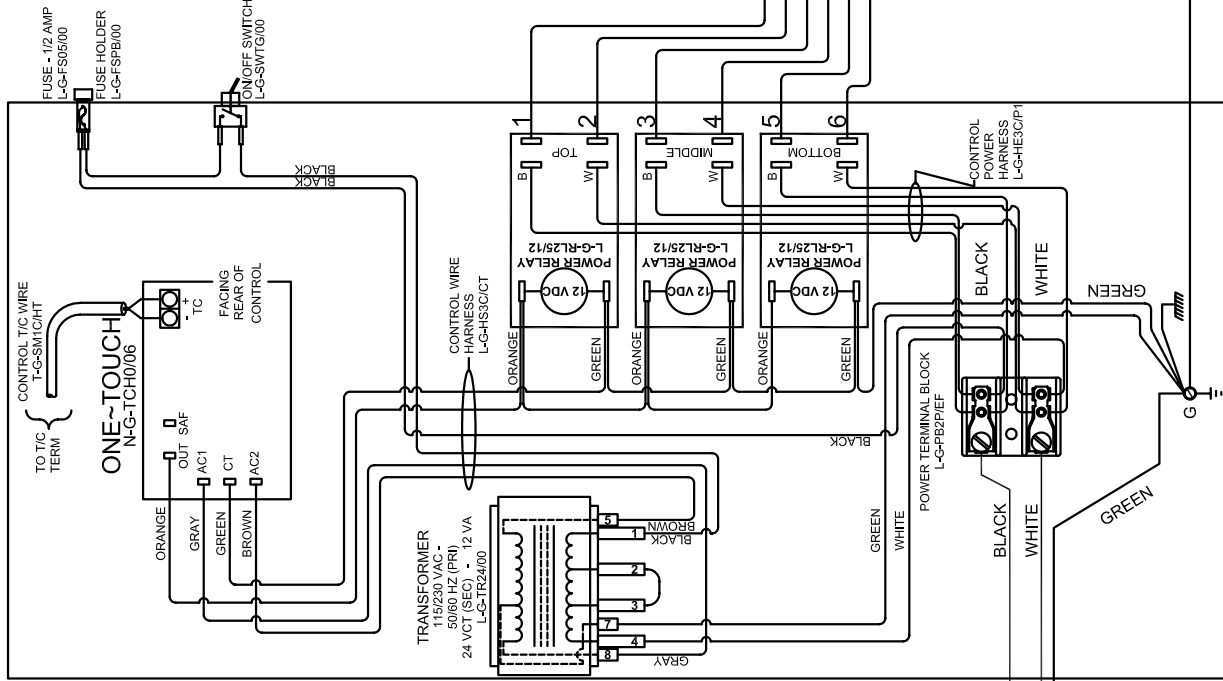 FUSE - 1/2 AMP
L-G-FS05/00
FUSE HOLDER
L-G-FSPB/00
ON/OFF SWITCH
L-G-SWTG/00
BLACK
BLACK
CONTROL T/C WIRE
T-G-SM1C/HT
TO T/C
TERM
ONE~TOUCH
N-G-TCH0/06
- +
TC
FACING
REAR OF
CONTROL
OUT SAF
AC1
CT
AC2
ORANGE
GRAY
GREEN
BROWN
CONTROL WIRE
HARNESS
L-G-HS3C/CT
1 2 3 4 5 6
TOP
MIDDLE
BOTTOM
B W
B W
B W
POWER RELAY
L-G-RL25/12
POWER RELAY
L-G-RL25/12
POWER RELAY
L-G-RL25/12
12 VDC
12 VDC
12 VDC
ORANGE
GREEN
ORANGE
GREEN
ORANGE
GREEN
CONTROL
POWER
HARNESS
L-G-HE3C/P1
BLACK
WHITE
GREEN
BLACK
POWER TERMINAL BLOCK
L-G-PB2P/EF
G
TRANSFORMER
115/230 VAC -
50/60 HZ (PRI)
24 VCT (SEC) - 12 VA
L-G-TR24/00
5
1
2
3
7
4
8
BROWN
BLACK
GRAY
GREEN
WHITE
BLACK
WHITE
GREEN